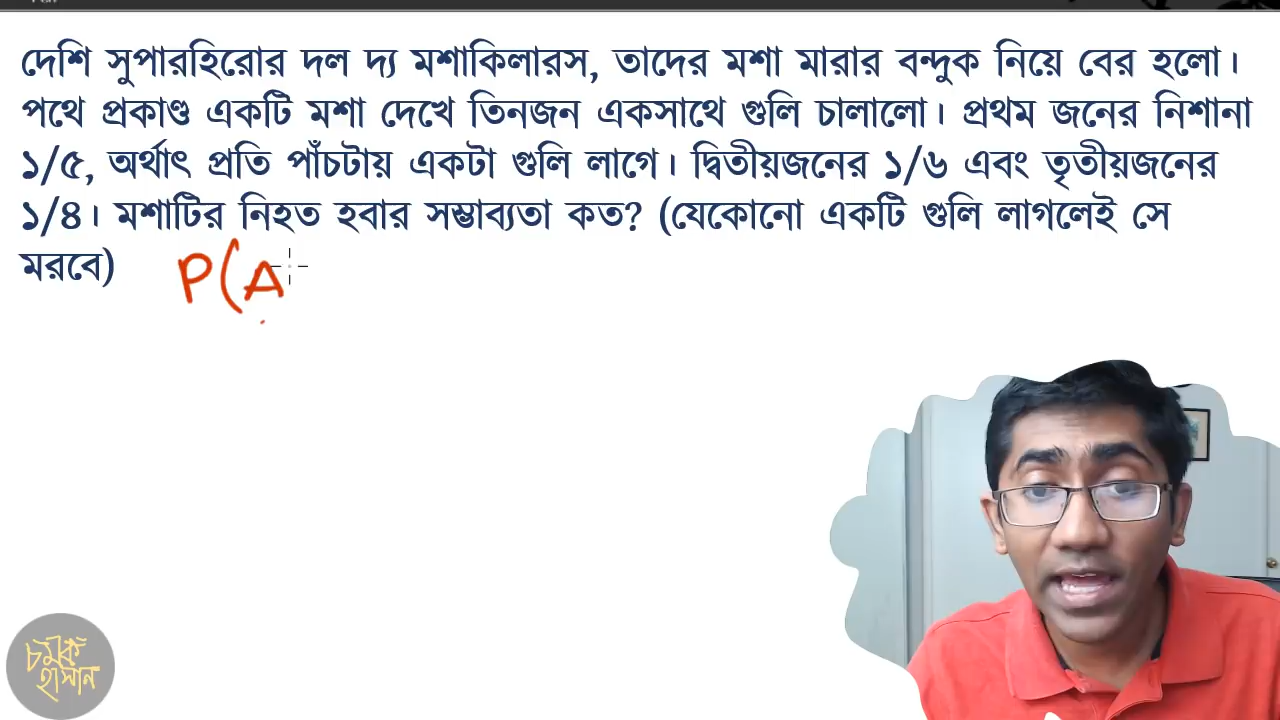 দেশি সুপারহিরোর দল দ্য মশাকিলারস, তাদের মশা মারার বন্দুক নিয়ে বের হলো।
পথে প্রকাণ্ড একটি মশা দেখে তিনজন একসাথে গুলি চালালো। প্রথম জনের নিশানা
১/৫, অর্থাৎ প্রতি পাঁচটায় একটা গুলি লাগে। দ্বিতীয়জনের ১/৬ এবং তৃতীয়জনের
১/৪। মশাটির নিহত হবার সম্ভাব্যতা কত? (যেকোনো একটি গুলি লাগলেই সে
মরবে)
P(A
চমক
হাসান